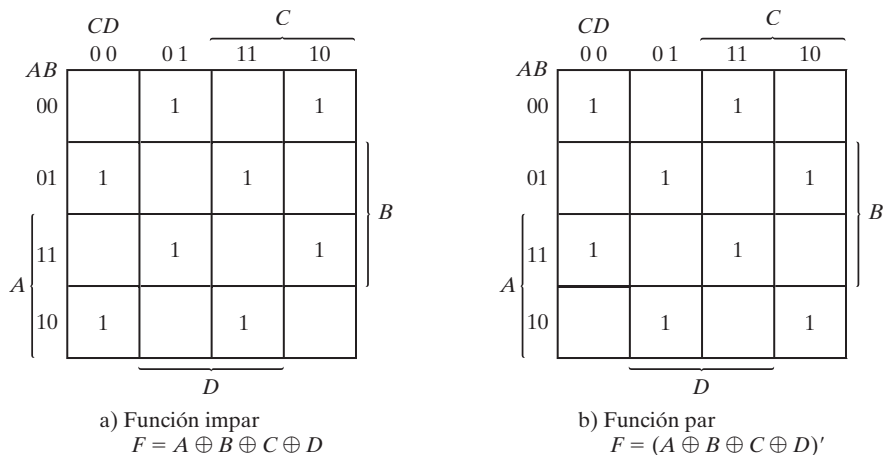 C
CD
0 0 0 1 11 10
AB
00 1 1
01 1 1
B
11 1 1
A
10 1 1
D
a) Función impar
F = A ⊕ B ⊕ C ⊕ D
C
CD
0 0 0 1 11 10
AB
00 1 1
01 1 1
B
11 1 1
A
10 1 1
D
b) Función par
F = (A ⊕ B ⊕ C ⊕ D)′